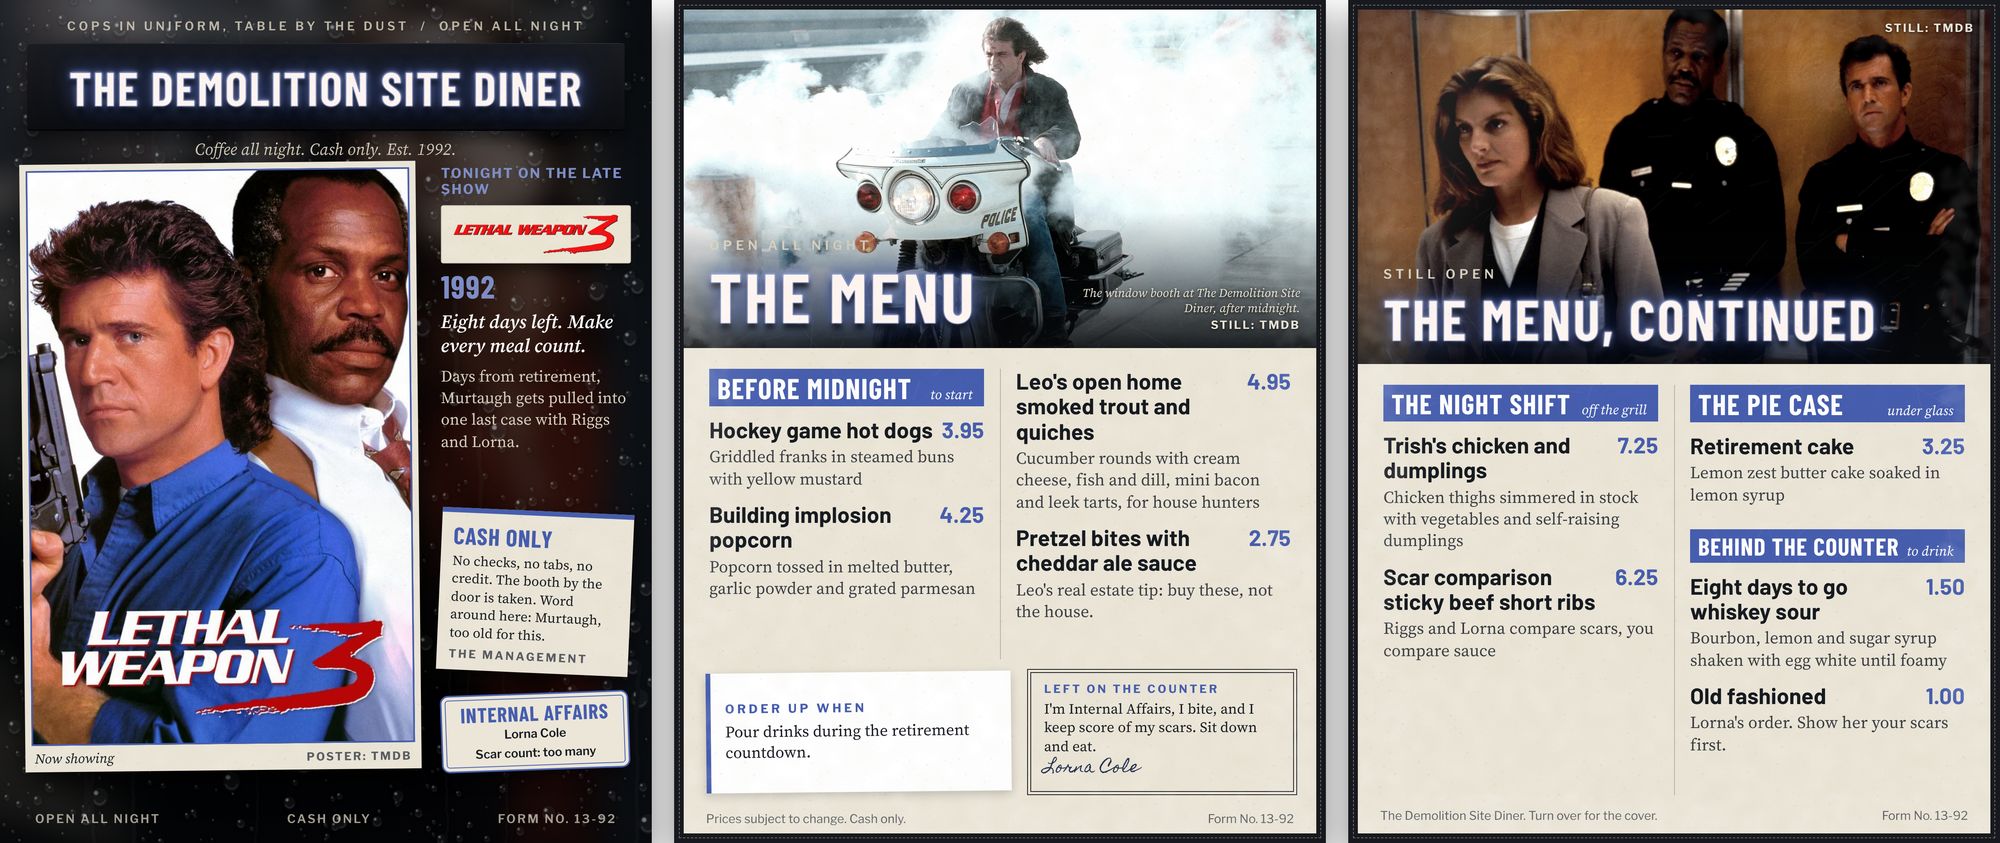 COPS IN UNIFORM, TABLE BY THE DUST / OPEN ALL NIGHT
THE DEMOLITION SITE DINER
Coffee all night. Cash only. Est. 1992.
TONIGHT ON THE LATE
SHOW
LETHAL WEAPON 3
1992
Eight days left. Make
every meal count.
Days from retirement,
Murtaugh gets pulled into
one last case with Riggs
and Lorna.
LETHAL
WEAPON 3
Now showing
POSTER: TMDB
CASH ONLY
No checks, no tabs, no
credit. The booth by the
door is taken. Word
around here: Murtaugh,
too old for this.
THE MANAGEMENT
INTERNAL AFFAIRS
Lorna Cole
Scar count: too many
OPEN ALL NIGHT
CASH ONLY
FORM NO. 13-92
POLICE
OPEN ALL NIGHT
THE MENU
The window booth at The Demolition Site
Diner, after midnight.
STILL: TMDB
BEFORE MIDNIGHT to start
Hockey game hot dogs 3.95
Griddled franks in steamed buns
with yellow mustard
Building implosion 4.25
popcorn
Popcorn tossed in melted butter,
garlic powder and grated parmesan
Leo's open home 4.95
smoked trout and
quiches
Cucumber rounds with cream
cheese, fish and dill, mini bacon
and leek tarts, for house hunters
Pretzel bites with 2.75
cheddar ale sauce
Leo's real estate tip: buy these, not
the house.
ORDER UP WHEN
Pour drinks during the retirement
countdown.
LEFT ON THE COUNTER
I'm Internal Affairs, I bite, and I
keep score of my scars. Sit down
and eat.
Lorna Cole
Prices subject to change. Cash only.
Form No. 13-92
STILL: TMDB
STILL OPEN
THE MENU, CONTINUED
THE NIGHT SHIFT off the grill
Trish's chicken and 7.25
dumplings
Chicken thighs simmered in stock
with vegetables and self-raising
dumplings
Scar comparison 6.25
sticky beef short ribs
Riggs and Lorna compare scars, you
compare sauce
THE PIE CASE under glass
Retirement cake 3.25
Lemon zest butter cake soaked in
lemon syrup
BEHIND THE COUNTER to drink
Eight days to go 1.50
whiskey sour
Bourbon, lemon and sugar syrup
shaken with egg white until foamy
Old fashioned 1.00
Lorna's order. Show her your scars
first.
The Demolition Site Diner. Turn over for the cover.
Form No. 13-92